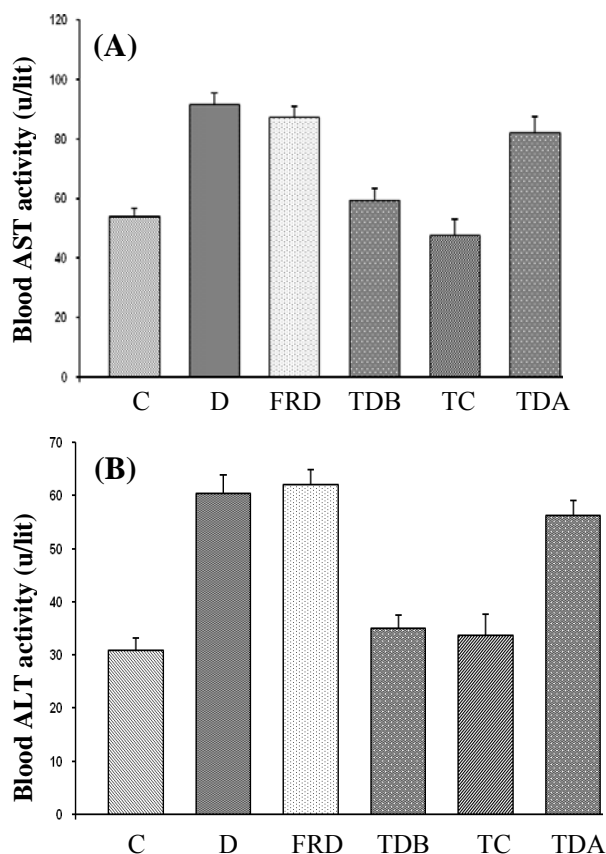 (A)
Blood AST activity (u/lit)
120
100
80
60
40
20
0
C D FRD TDB TC TDA
(B)
Blood ALT activity (u/lit)
70
60
50
40
30
20
10
0
C D FRD TDB TC TDA